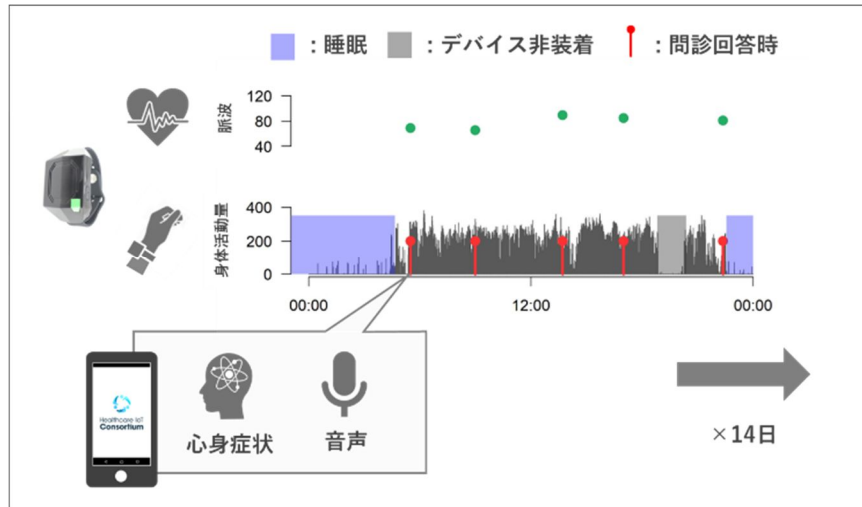 ：睡眠 ：デバイス非装着 ：問診回答時
脈波
120
80
40
身体活動量
400
200
0
00:00 12:00 00:00
Healthcare IoT
Consortium
心身症状 音声
×14日